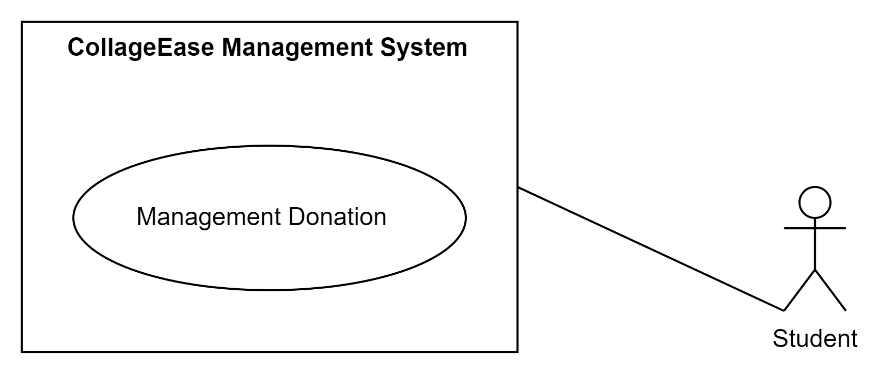 CollageEase Management System
Management Donation
Student